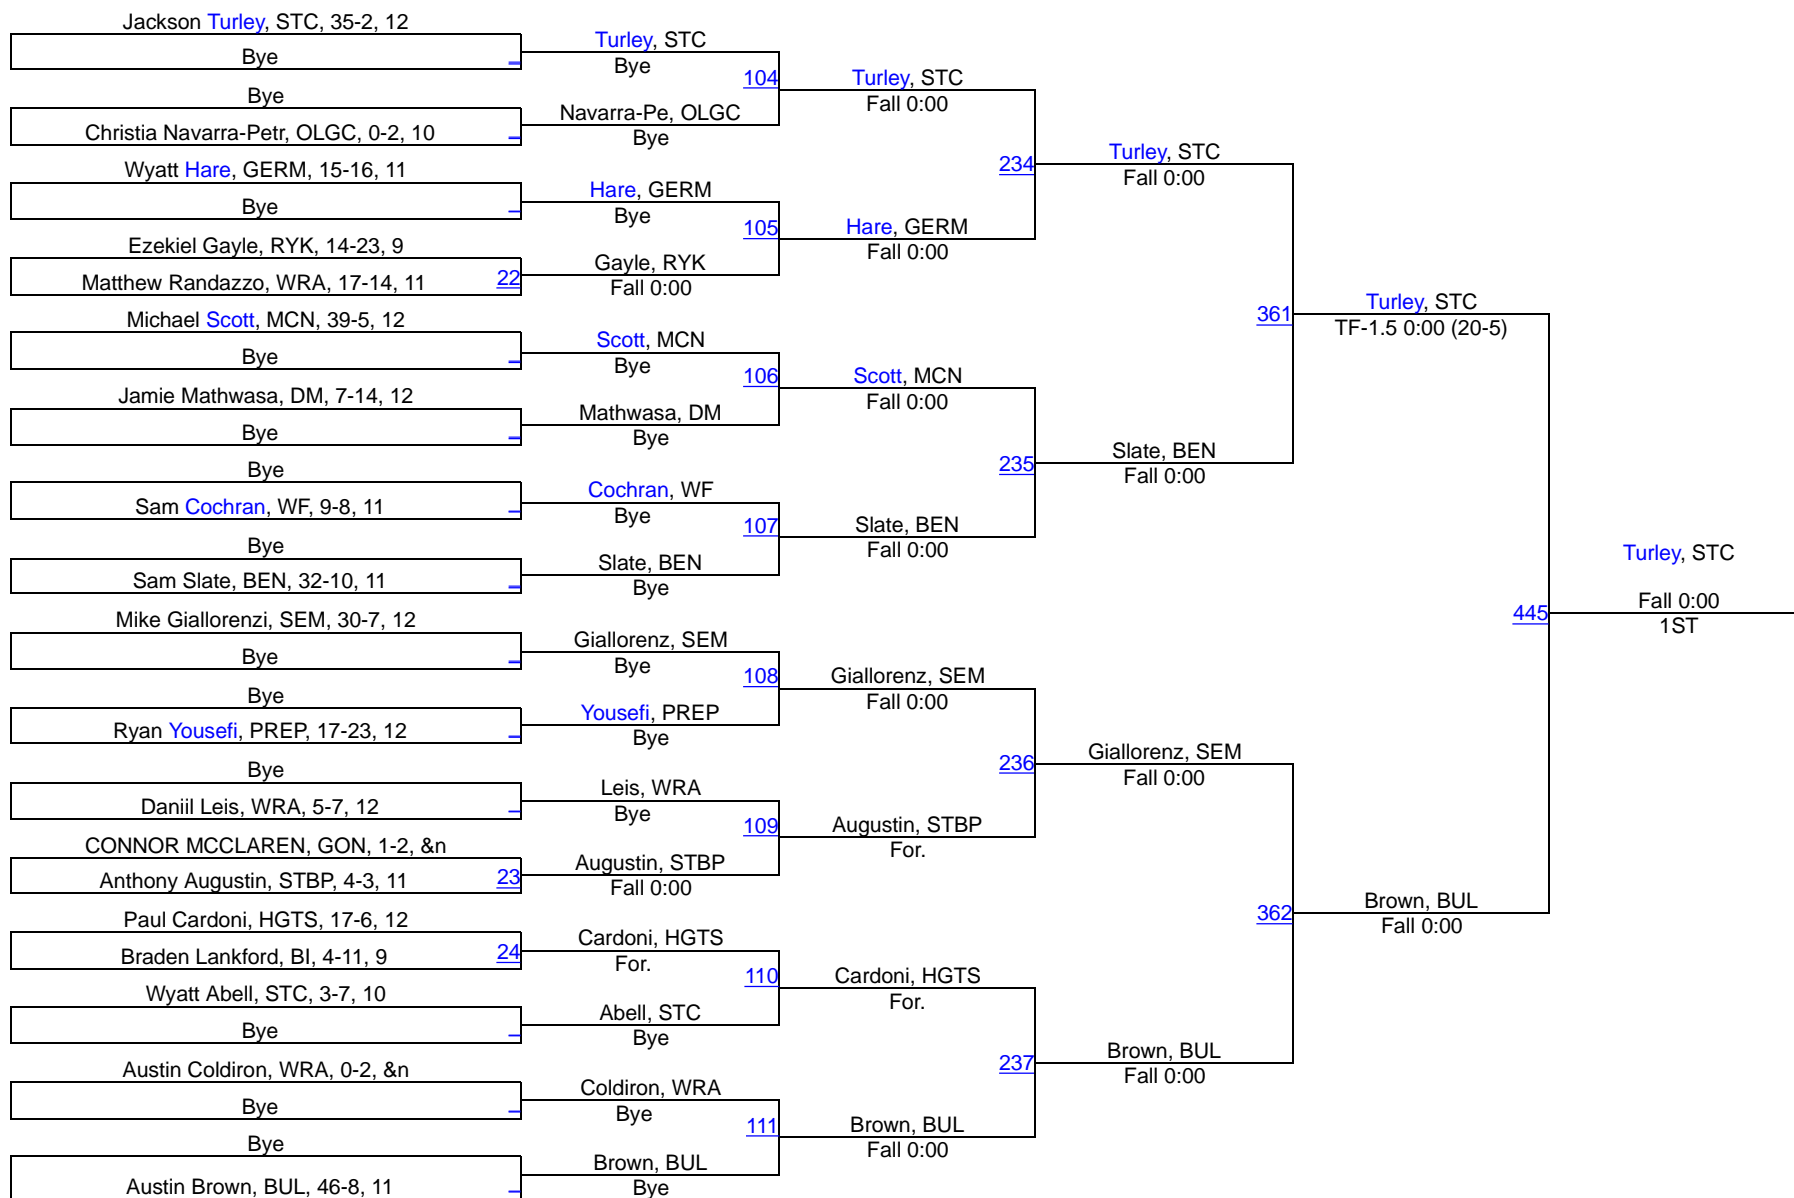 Jackson Turley, STC, 35-2, 12
Bye
Bye
Christia Navarra-Petr, OLGC, 0-2, 10
Wyatt Hare, GERM, 15-16, 11
Bye
Ezekiel Gayle, RYK, 14-23, 9
Matthew Randazzo, WRA, 17-14, 11
22
Michael Scott, MCN, 39-5, 12
Bye
Jamie Mathwasa, DM, 7-14, 12
Bye
Bye
Sam Cochran, WF, 9-8, 11
Bye
Sam Slate, BEN, 32-10, 11
Mike Giallorenzi, SEM, 30-7, 12
Bye
Bye
Ryan Yousefi, PREP, 17-23, 12
Bye
Daniil Leis, WRA, 5-7, 12
CONNOR MCCLAREN, GON, 1-2, &n
Anthony Augustin, STBP, 4-3, 11
23
Paul Cardoni, HGTS, 17-6, 12
Braden Lankford, BI, 4-11, 9
24
Wyatt Abell, STC, 3-7, 10
Bye
Austin Coldiron, WRA, 0-2, &n
Bye
Bye
Austin Brown, BUL, 46-8, 11
Turley, STC
Bye
104
Navarra-Pe, OLGC
Bye
Hare, GERM
Bye
105
Gayle, RYK
Fall 0:00
Scott, MCN
Bye
106
Mathwasa, DM
Bye
Cochran, WF
Bye
107
Slate, BEN
Bye
Giallorenz, SEM
Bye
108
Yousefi, PREP
Bye
Leis, WRA
Bye
109
Augustin, STBP
Fall 0:00
Cardoni, HGTS
For.
110
Abell, STC
Bye
Coldiron, WRA
Bye
111
Brown, BUL
Bye
Turley, STC
Fall 0:00
234
Hare, GERM
Fall 0:00
Scott, MCN
Fall 0:00
235
Slate, BEN
Fall 0:00
Giallorenz, SEM
Fall 0:00
236
Augustin, STBP
For.
Cardoni, HGTS
For.
237
Brown, BUL
Fall 0:00
Turley, STC
Fall 0:00
361
Slate, BEN
Fall 0:00
Giallorenz, SEM
Fall 0:00
362
Brown, BUL
Fall 0:00
Turley, STC
TF-1.5 0:00 (20-5)
445
Brown, BUL
Fall 0:00
Turley, STC
Fall 0:00
1ST